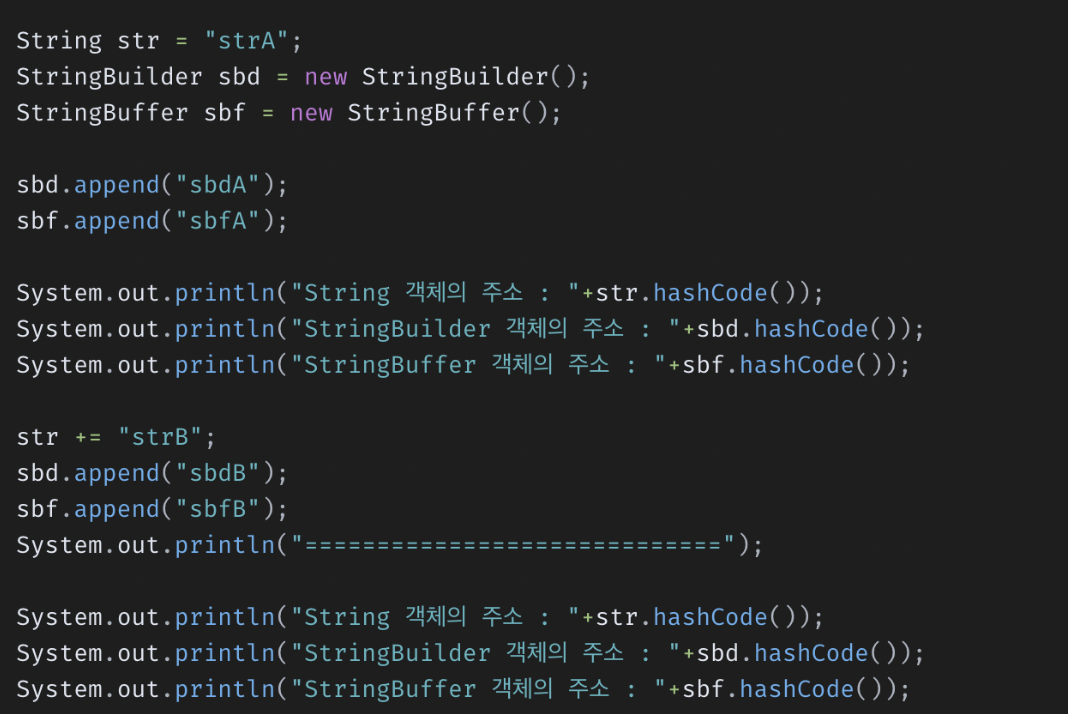 String str = "strA";
StringBuilder sbd = new StringBuilder();
StringBuffer sbf = new StringBuffer();
sbd.append("sbdA");
sbf.append("sbfA");
System.out.println("String 객체의 주소 : "+str.hashCode());
System.out.println("StringBuilder 객체의 주소 : "+sbd.hashCode());
System.out.println("StringBuffer 객체의 주소 : "+sbf.hashCode());
str += "strB";
sbd.append("sbdB");
sbf.append("sbfB");
System.out.println("=============================");
System.out.println("String 객체의 주소 : "+str.hashCode());
System.out.println("StringBuilder 객체의 주소 : "+sbd.hashCode());
System.out.println("StringBuffer 객체의 주소 : "+sbf.hashCode());